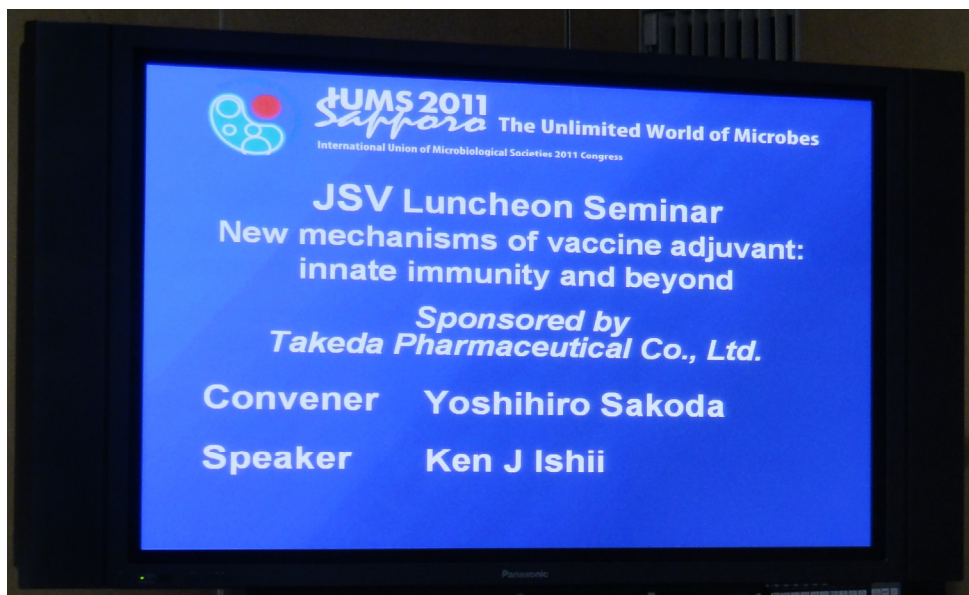 IUMS 2011
Sapporo The Unlimited World of Microbes
International Union of Microbiological Societies 2011 Congress
JSV Luncheon Seminar
New mechanisms of vaccine adjuvant:
innate immunity and beyond
Sponsored by
Takeda Pharmaceutical Co., Ltd.
Convener Yoshihiro Sakoda
Speaker Ken J Ishii
Panasonic